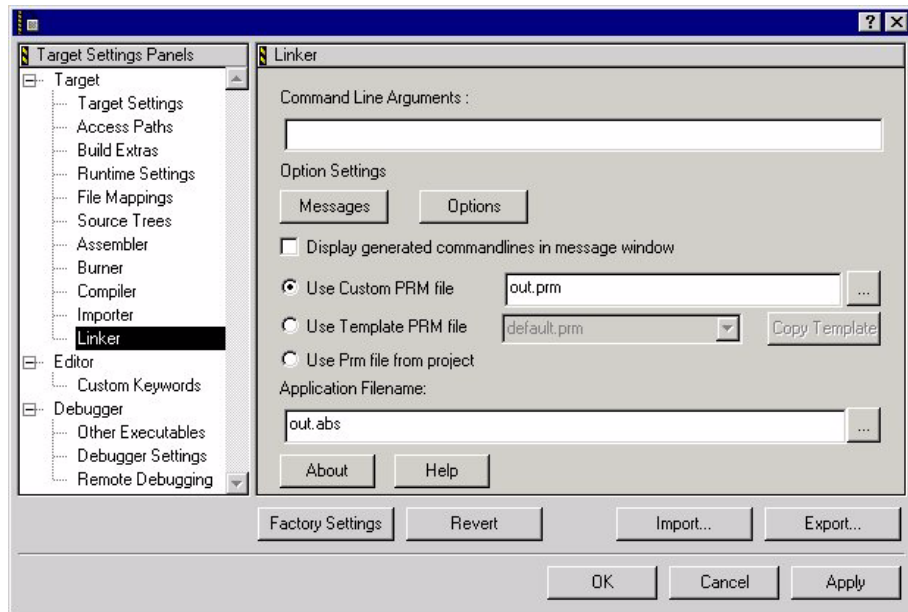 ? X
Target Settings Panels
Target
Target Settings
Access Paths
Build Extras
Runtime Settings
File Mappings
Source Trees
Assembler
Burner
Compiler
Importer
Linker
Editor
Custom Keywords
Debugger
Other Executables
Debugger Settings
Remote Debugging
Linker
Command Line Arguments :
Option Settings
Messages Options
Display generated commandlines in message window
Use Custom PRM file out.prm ...
Use Template PRM file default.prm Copy Template
Use Prm file from project
Application Filename:
out.abs ...
About Help
Factory Settings Revert Import... Export...
OK Cancel Apply